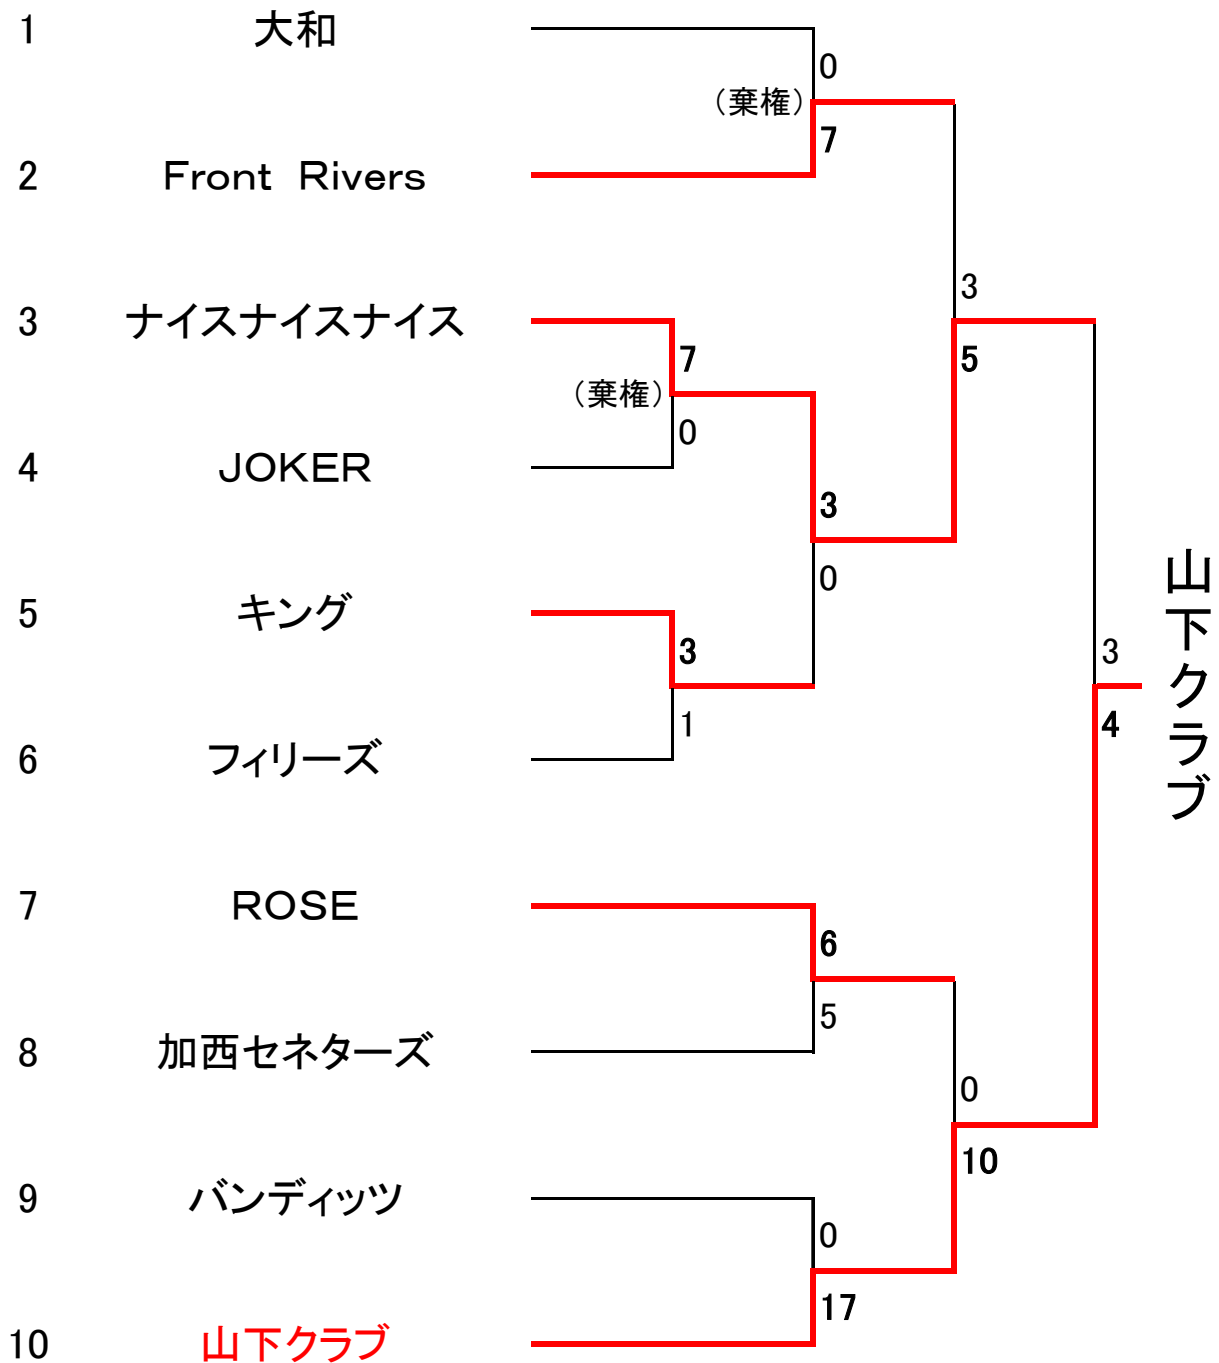 1 大和
0
(棄権)
7
2 Front Rivers
3
3 ナイスナイスナイス
7
5
(棄権)
0
4 JOKER
3
0
5 キング
3
3
1
4
山下クラブ
6 フィリーズ
7 ROSE
6
5
8 加西セネターズ
0
10
9 バンディッツ
0
17
10 山下クラブ